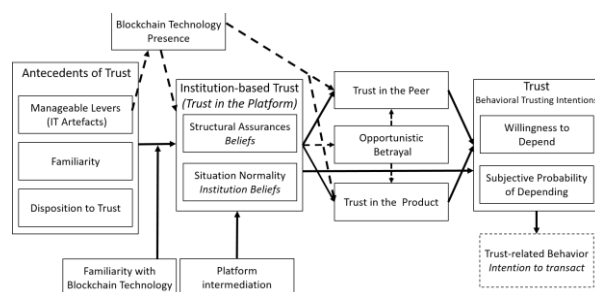 Blockchain Technology
Presence
Antecedents of Trust
Manageable Levers
(IT Artefacts)
Familiarity
Disposition to Trust
Institution-based Trust
(Trust in the Platform)
Structural Assurances
Beliefs
Situation Normality
Institution Beliefs
Trust in the Peer
Opportunistic
Betrayal
Trust in the Product
Trust
Behavioral Trusting Intentions
Willingness to
Depend
Subjective Probability
of Depending
Trust-related Behavior
Intention to transact
Familiarity with
Blockchain Technology
Platform
intermediation